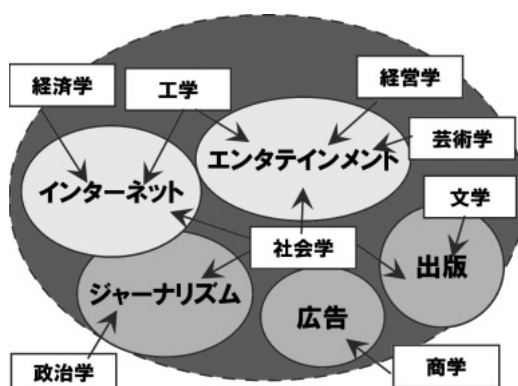 経済学
工学
経営学
芸術学
エンタテインメント
インターネット
文学
社会学
出版
ジャーナリズム
広告
政治学
商学